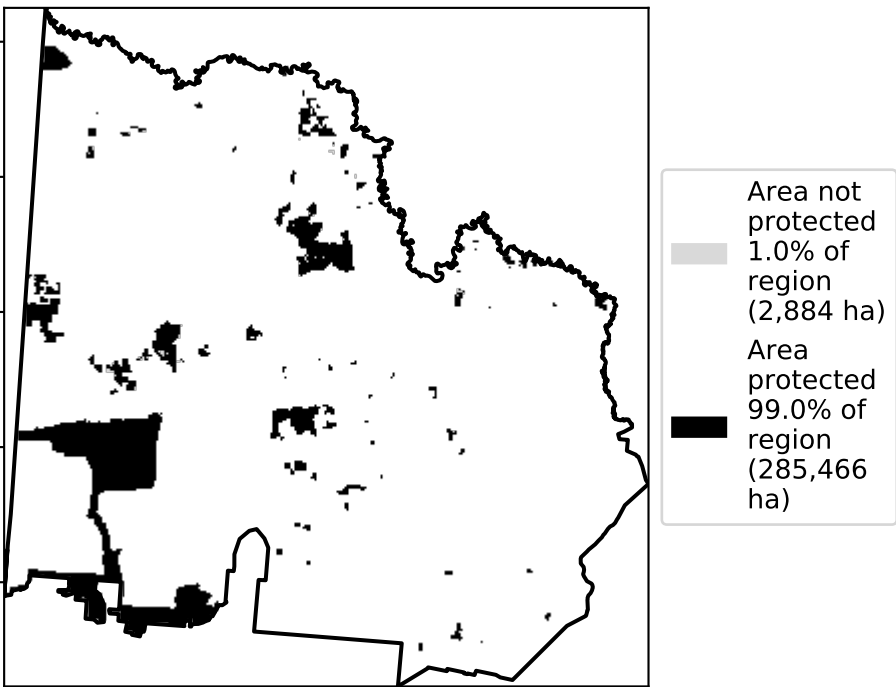 Area not
protected
1.0% of
region
(2,884 ha)
Area
protected
99.0% of
region
(285,466
ha)